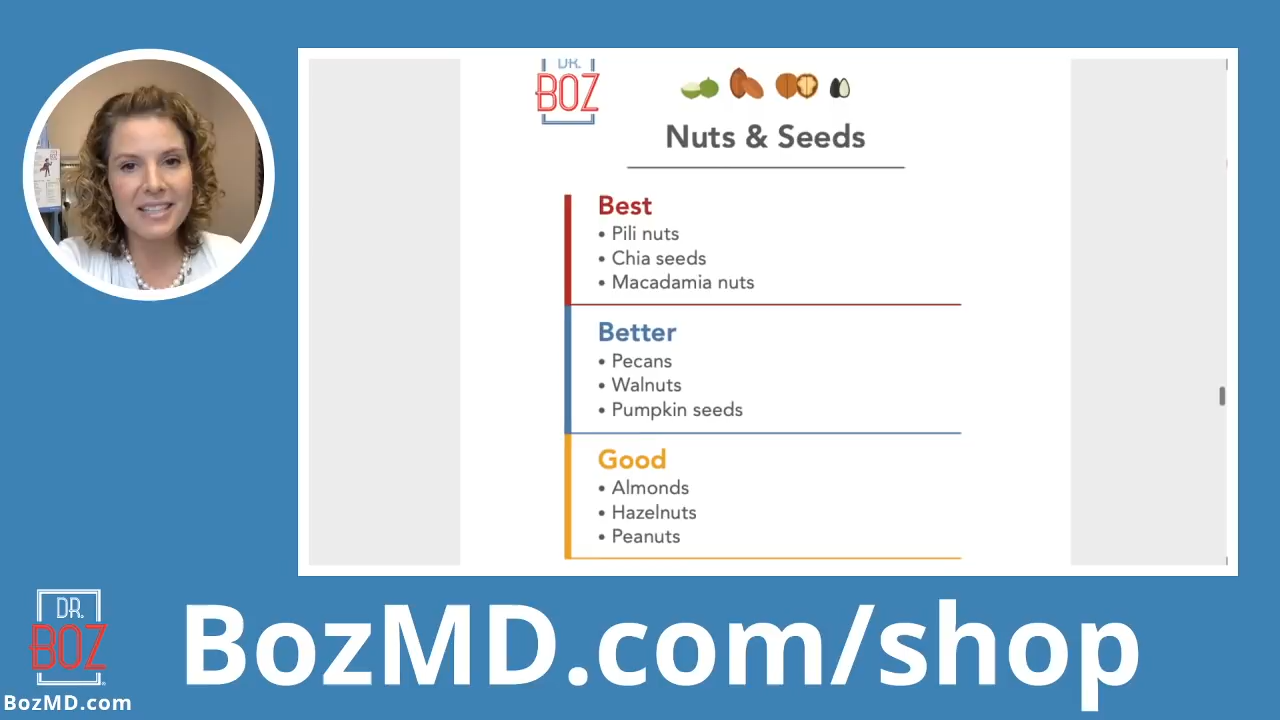 DR.
BOZ
Nuts & Seeds
Best
• Pili nuts
• Chia seeds
• Macadamia nuts
Better
• Pecans
• Walnuts
• Pumpkin seeds
Good
• Almonds
• Hazelnuts
• Peanuts
DR.
BOZ
BozMD.com
BozMD.com/shop